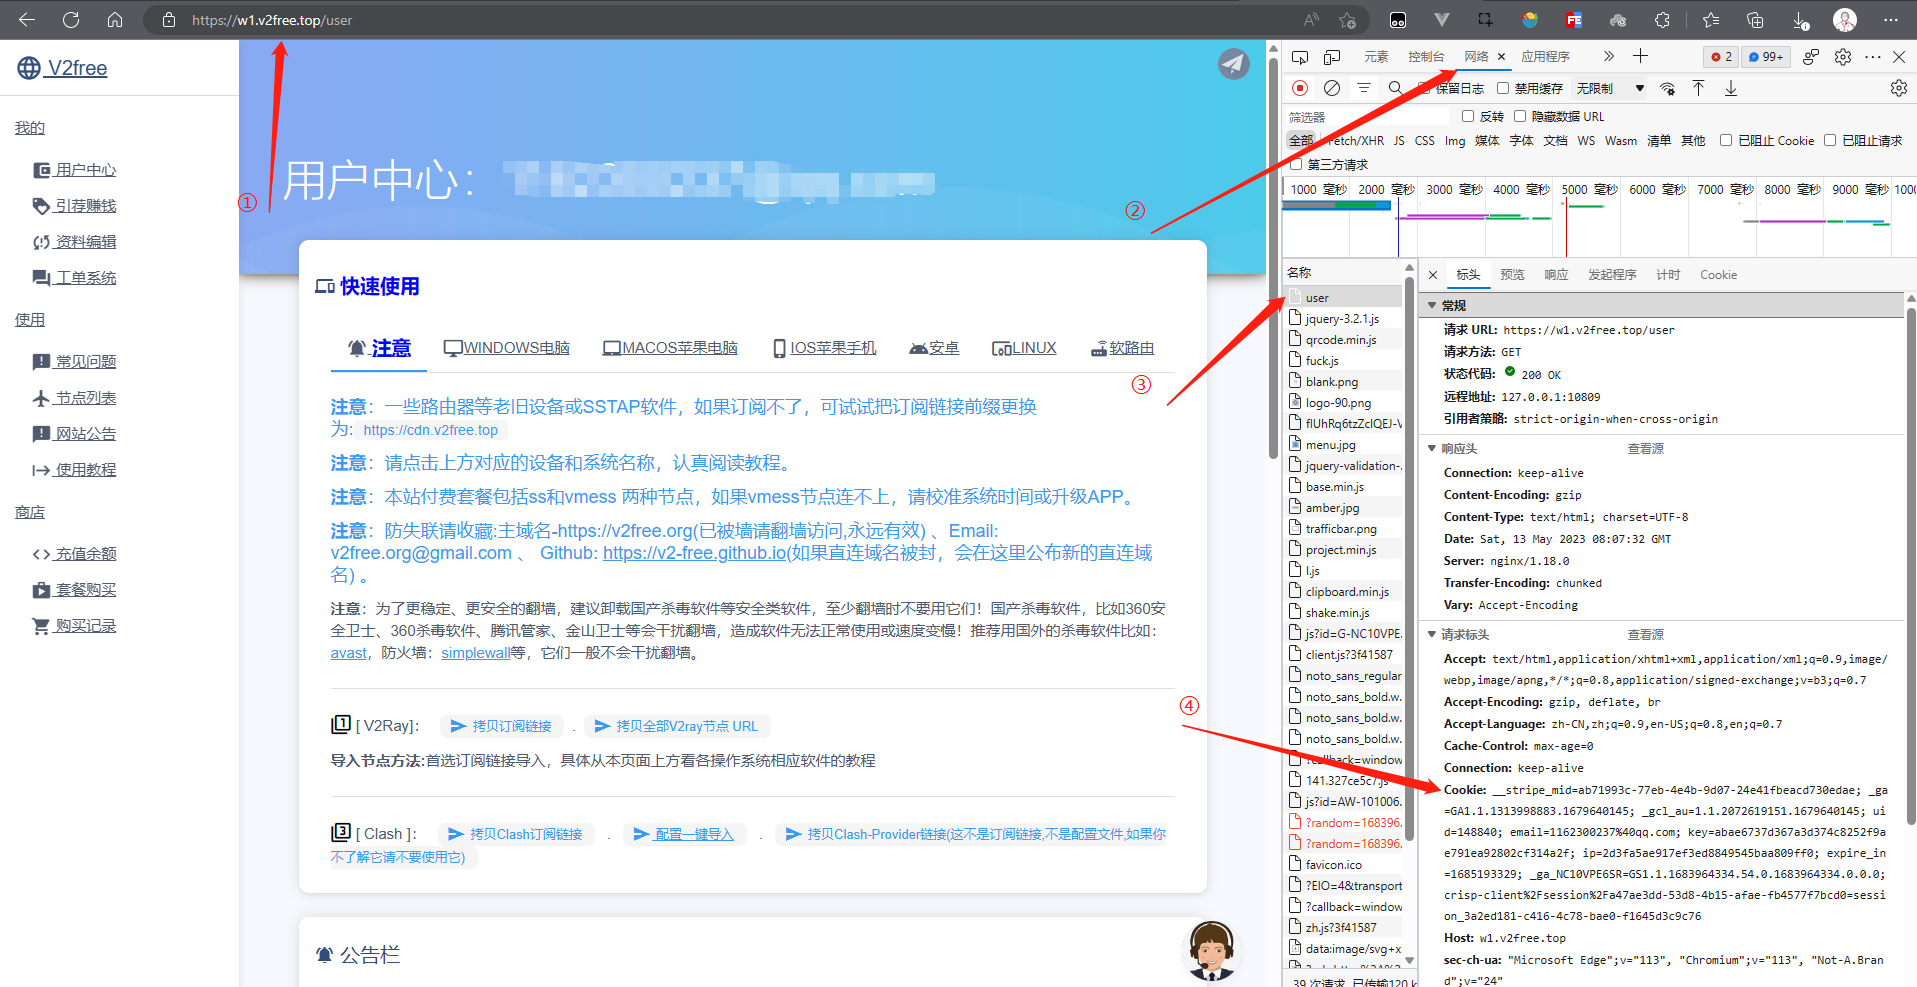 https://w1.v2free.top/user
V2free
我的
用户中心
引荐赚钱
资料编辑
工单系统
使用
常见问题
节点列表
网站公告
使用教程
商店
充值余额
套餐购买
购买记录
①
②
③
④
用户中心：
快速使用
注意
WINDOWS电脑
MACOS苹果电脑
IOS苹果手机
安卓
LINUX
软路由
注意：一些路由器等老旧设备或SSTAP软件，如果订阅不了，可试试把订阅链接前缀更换
为: https://cdn.v2free.top
注意：请点击上方对应的设备和系统名称，认真阅读教程。
注意：本站付费套餐包括ss和vmess 两种节点，如果vmess节点连不上，请校准系统时间或升级APP。
注意：防失联请收藏:主域名-https://v2free.org(已被墙请翻墙访问,永远有效) 、Email:
v2free.org@gmail.com 、 Github: https://v2-free.github.io(如果直连域名被封，会在这里公布新的直连域
名) 。
注意：为了更稳定、更安全的翻墙，建议卸载国产杀毒软件等安全类软件，至少翻墙时不要用它们！国产杀毒软件，比如360安
全卫士、360杀毒软件、腾讯管家、金山卫士等会干扰翻墙，造成软件无法正常使用或速度变慢！推荐用国外的杀毒软件比如：
avast，防火墙：simplewall等，它们一般不会干扰翻墙。
1 [ V2Ray]: 拷贝订阅链接 . 拷贝全部V2ray节点 URL
导入节点方法:首选订阅链接导入，具体从本页面上方看各操作系统相应软件的教程
3 [ Clash ]: 拷贝Clash订阅链接 . 配置一键导入 . 拷贝Clash-Provider链接(这不是订阅链接,不是配置文件,如果你
不了解它请不要使用它)
公告栏
元素 控制台 网络 应用程序 2 99+
保留日志 禁用缓存 无限制
筛选器 反转 隐藏数据 URL
全部 Fetch/XHR JS CSS Img 媒体 字体 文档 WS Wasm 清单 其他 已阻止 Cookie 已阻止请求
第三方请求
1000 毫秒 2000 毫秒 3000 毫秒 4000 毫秒 5000 毫秒 6000 毫秒 7000 毫秒 8000 毫秒 9000 毫秒 1000
名称
user
jquery-3.2.1.js
qrcode.min.js
fuck.js
blank.png
logo-90.png
flUhRq6tzZclQEJ-V
menu.jpg
jquery-validation-.
base.min.js
amber.jpg
trafficbar.png
project.min.js
l.js
clipboard.min.js
shake.min.js
js?id=G-NC10VPE.
client.js?3f41587
noto_sans_regular
noto_sans_bold.w.
noto_sans_bold.w.
noto_sans_bold.w.
?callback=window
141.327ce5c7.js
js?id=AW-101006.
?random=168396.
?random=168396.
favicon.ico
?EIO=4&transport
?callback=window
zh.js?3f41587
data:image/svg+x
39 次请求 已传输120 k
标头 预览 响应 发起程序 计时 Cookie
常规
请求 URL: https://w1.v2free.top/user
请求方法: GET
状态代码: 200 OK
远程地址: 127.0.0.1:10809
引用者策略: strict-origin-when-cross-origin
响应头 查看源
Connection: keep-alive
Content-Encoding: gzip
Content-Type: text/html; charset=UTF-8
Date: Sat, 13 May 2023 08:07:32 GMT
Server: nginx/1.18.0
Transfer-Encoding: chunked
Vary: Accept-Encoding
请求标头 查看源
Accept: text/html,application/xhtml+xml,application/xml;q=0.9,image/
webp,image/apng,*/*;q=0.8,application/signed-exchange;v=b3;q=0.7
Accept-Encoding: gzip, deflate, br
Accept-Language: zh-CN,zh;q=0.9,en-US;q=0.8,en;q=0.7
Cache-Control: max-age=0
Connection: keep-alive
Cookie: __stripe_mid=ab71993c-77eb-4e4b-9d07-24e41fbeacd730edae; _ga
=GA1.1.1313998883.1679640145; _gcl_au=1.1.2072619151.1679640145; ui
d=148840; email=1162300237%40qq.com; key=abae6737d367a3d374c8252f9a
e791ea92802cf314a2f; ip=2d3fa5ae917ef3ed8849545baa809ff0; expire_in
=1685193329; _ga_NC10VPE6SR=GS1.1.1683964334.54.0.1683964334.0.0.0;
crisp-client%2Fsession%2Fa47ae3dd-53d8-4b15-afae-fb4577f7bcd0=sessi
on_3a2ed181-c416-4c78-bae0-f1645d3c9c76
Host: w1.v2free.top
sec-ch-ua: "Microsoft Edge";v="113", "Chromium";v="113", "Not-A.Bran
d";v="24"